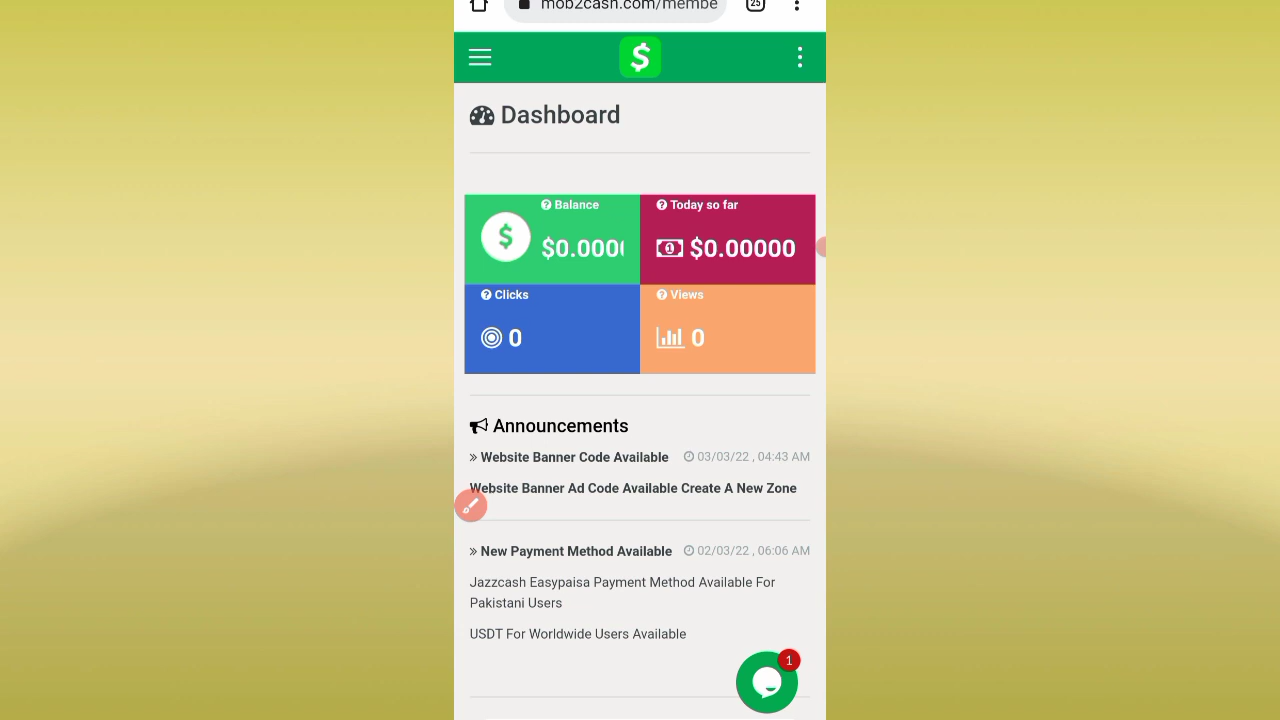 mob2cash.com/membe
25
$
Dashboard
Balance
$
$0.000
Today so far
$0.00000
Clicks
0
Views
0
Announcements
» Website Banner Code Available 03/03/22 , 04:43 AM
Website Banner Ad Code Available Create A New Zone
» New Payment Method Available 02/03/22 , 06:06 AM
Jazzcash Easypaisa Payment Method Available For
Pakistani Users
USDT For Worldwide Users Available
1